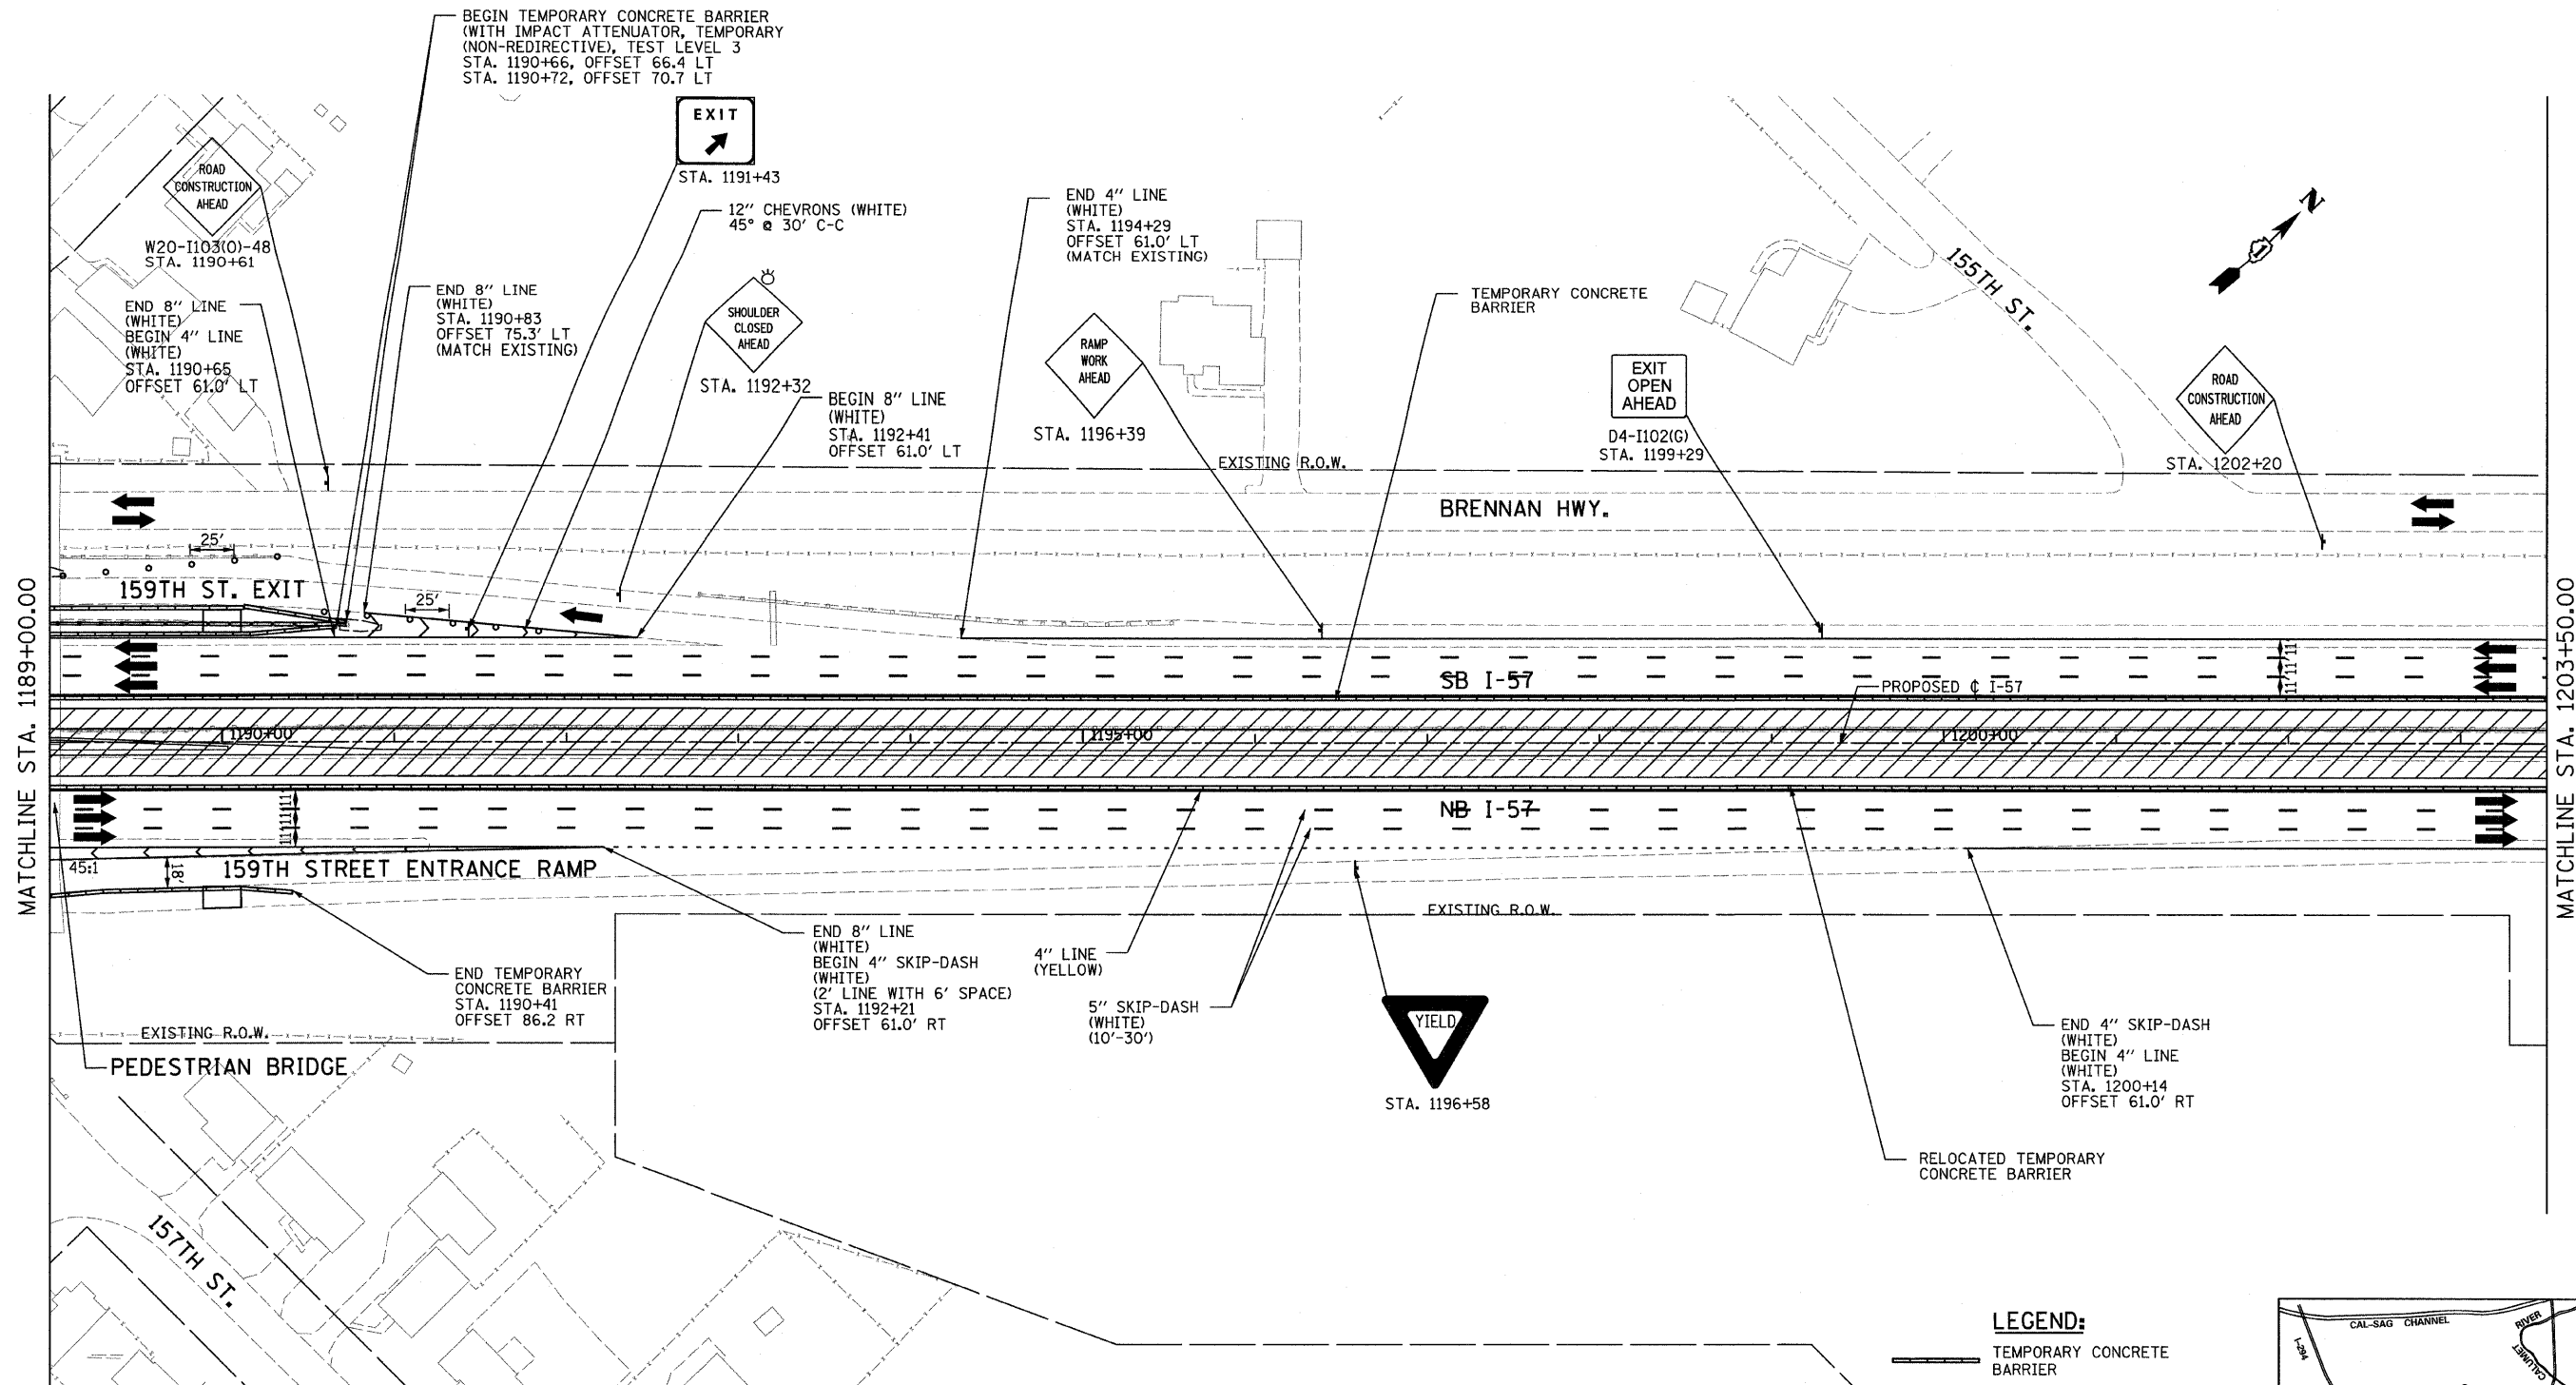 BEGIN TEMPORARY CONCRETE BARRIER
(WITH IMPACT ATTENUATOR, TEMPORARY
(NON-REDIRECTIVE), TEST LEVEL 3
STA. 1190+66, OFFSET 66.4 LT
STA. 1190+72, OFFSET 70.7 LT
EXIT
STA. 1191+43
ROAD
CONSTRUCTION
AHEAD
W20-I103(O)-48
STA. 1190+61
12" CHEVRONS (WHITE)
45° @ 30' C-C
END 4" LINE
(WHITE)
STA. 1194+29
OFFSET 61.0' LT
(MATCH EXISTING)
N
1
155TH ST.
END 8" LINE
(WHITE)
BEGIN 4" LINE
(WHITE)
STA. 1190+65
OFFSET 61.0' LT
END 8" LINE
(WHITE)
STA. 1190+83
OFFSET 75.3' LT
(MATCH EXISTING)
SHOULDER
CLOSED
AHEAD
STA. 1192+32
BEGIN 8" LINE
(WHITE)
STA. 1192+41
OFFSET 61.0' LT
RAMP
WORK
AHEAD
STA. 1196+39
TEMPORARY CONCRETE
BARRIER
EXIT
OPEN
AHEAD
D4-I102(G)
STA. 1199+29
ROAD
CONSTRUCTION
AHEAD
STA. 1202+20
EXISTING R.O.W.
BRENNAN HWY.
25'
159TH ST. EXIT
25'
11'
11'
11'
SB I-57
PROPOSED ℄ I-57
1190+00
1195+00
1200+00
MATCHLINE STA. 1189+00.00
MATCHLINE STA. 1203+50.00
11'
11'
11'
NB I-57
45:1
18'
159TH STREET ENTRANCE RAMP
EXISTING R.O.W.
END TEMPORARY
CONCRETE BARRIER
STA. 1190+41
OFFSET 86.2 RT
END 8" LINE
(WHITE)
BEGIN 4" SKIP-DASH
(WHITE)
(2' LINE WITH 6' SPACE)
STA. 1192+21
OFFSET 61.0' RT
4" LINE
(YELLOW)
5" SKIP-DASH
(WHITE)
(10'-30')
YIELD
STA. 1196+58
END 4" SKIP-DASH
(WHITE)
BEGIN 4" LINE
(WHITE)
STA. 1200+14
OFFSET 61.0' RT
EXISTING R.O.W.
PEDESTRIAN BRIDGE
RELOCATED TEMPORARY
CONCRETE BARRIER
157TH ST.
LEGEND:
TEMPORARY CONCRETE
BARRIER
CAL-SAG CHANNEL
RIVER
CALUMET
I-294